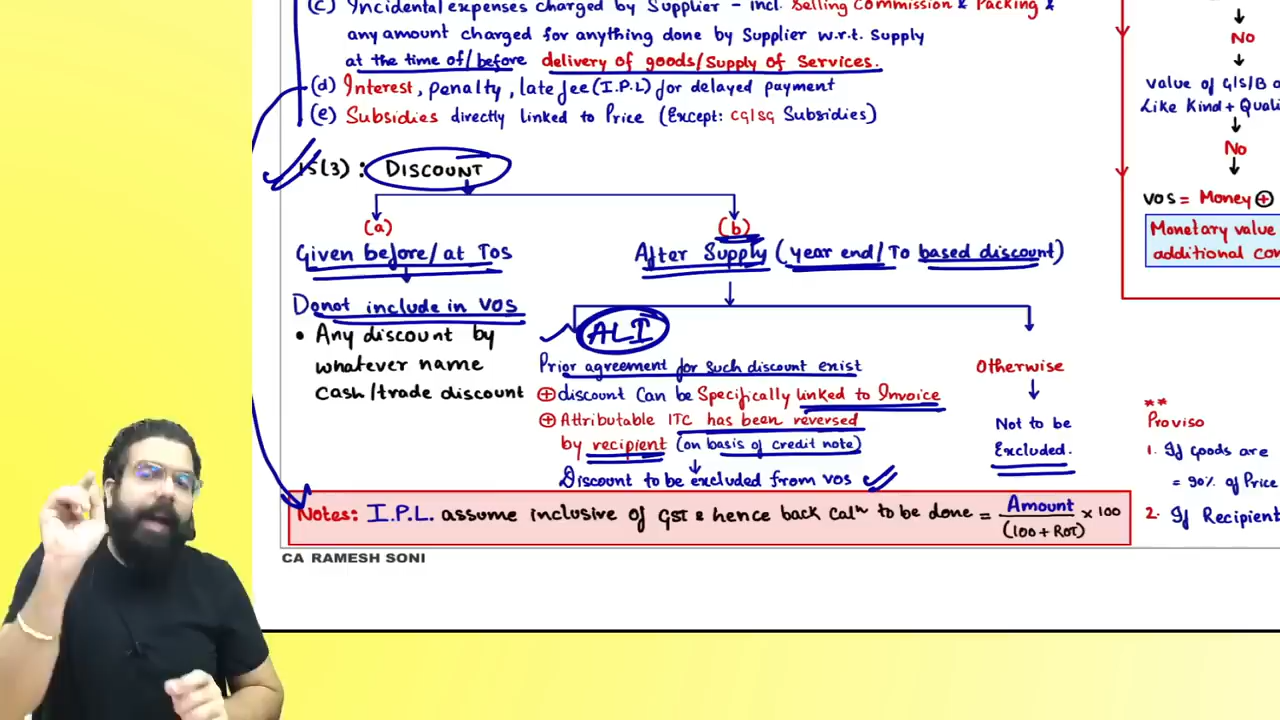 (c) Incidental expenses charged by Supplier - incl. Selling Commission & Packing &
any amount charged for anything done by Supplier w.r.t. Supply
at the time of/before delivery of goods/Supply of Services.
(d) Interest, penalty, late fee (I.P.L) for delayed payment
(e) Subsidies directly linked to Price (Except: CG/SG Subsidies)
15(3) : DISCOUNT
(a)
Given before/at TOS
Donot include in VOS
• Any discount by
whatever name
Cash/trade discount
(b)
After Supply (year end/ To based discount)
ALI
Prior agreement for such discount exist
⊕ discount Can be Specifically linked to Invoice
⊕ Attributable ITC has been reversed
by recipient (on basis of credit note)
Discount to be excluded from VOS
Otherwise
Not to be
Excluded.
Notes: I.P.L. assume inclusive of GST & hence back Calⁿ to be done = Amount/(100+ROT) × 100
CA RAMESH SONI
No
Value of G/S/B o
Like Kind + Quali
No
VOS = Money ⊕
Monetary value
additional con
**
Proviso
1. If goods are
= 90% of Price
2. If Recipient